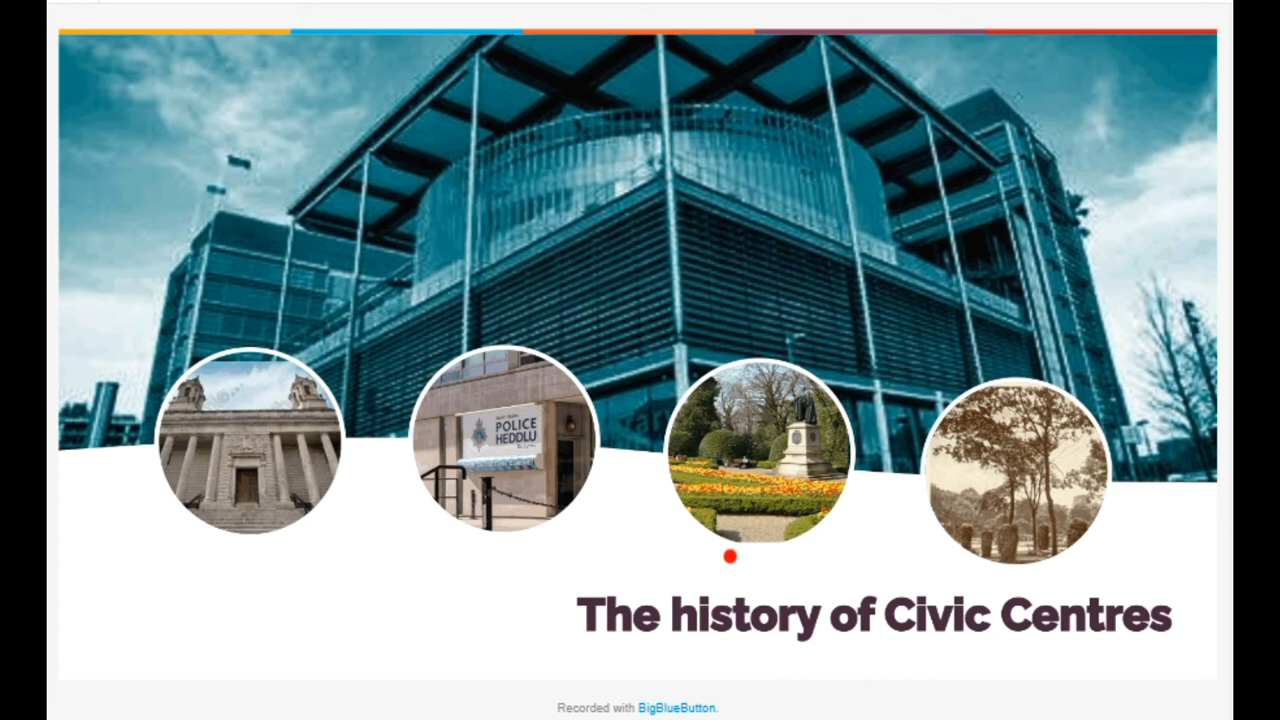 POLICE
HEDDLU
The history of Civic Centres
Recorded with BigBlueButton.